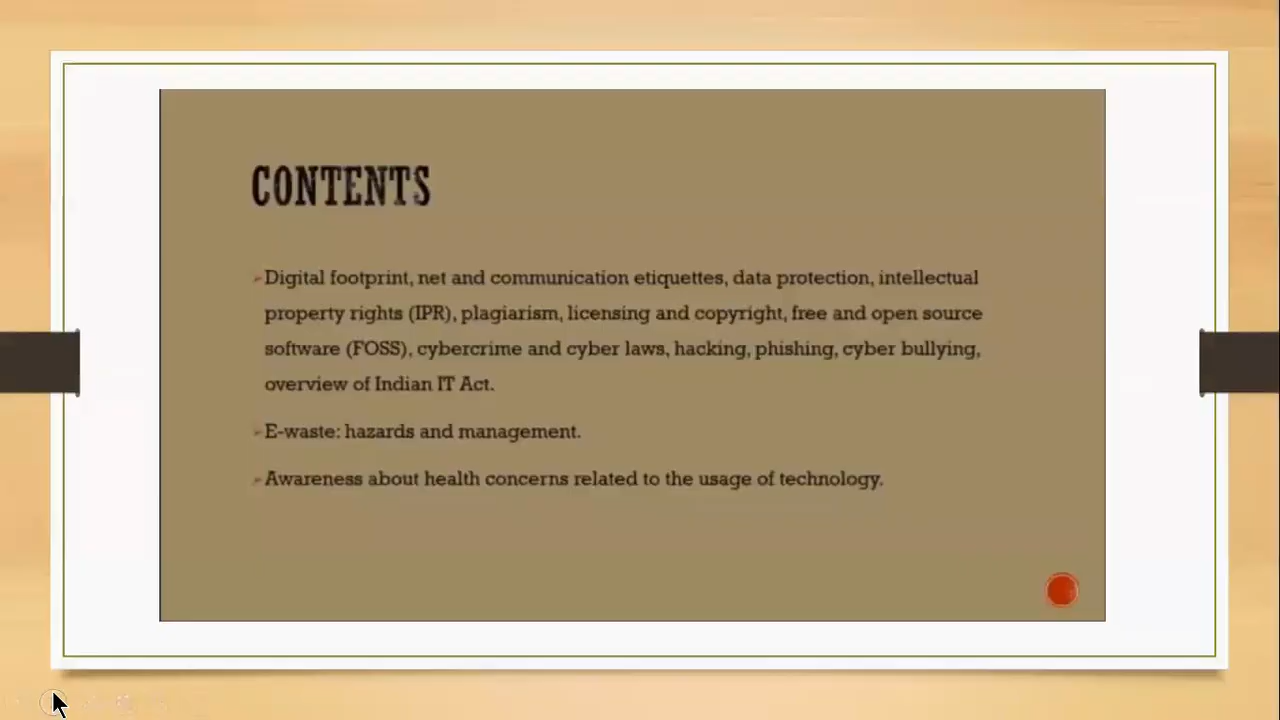 CONTENTS
Digital footprint, net and communication etiquettes, data protection, intellectual
property rights (IPR), plagiarism, licensing and copyright, free and open source
software (FOSS), cybercrime and cyber laws, hacking, phishing, cyber bullying,
overview of Indian IT Act.
E-waste: hazards and management.
Awareness about health concerns related to the usage of technology.